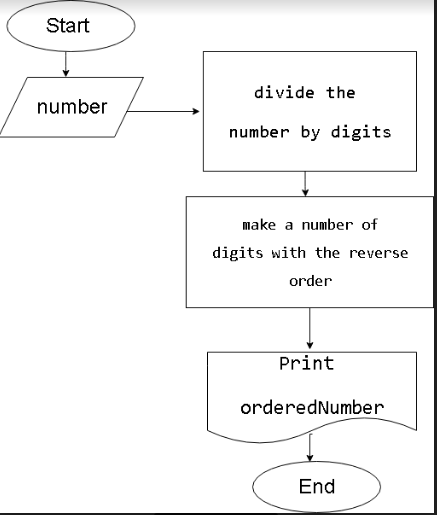 Start
number
divide the
number by digits
make a number of
digits with the reverse
order
Print
orderedNumber
End